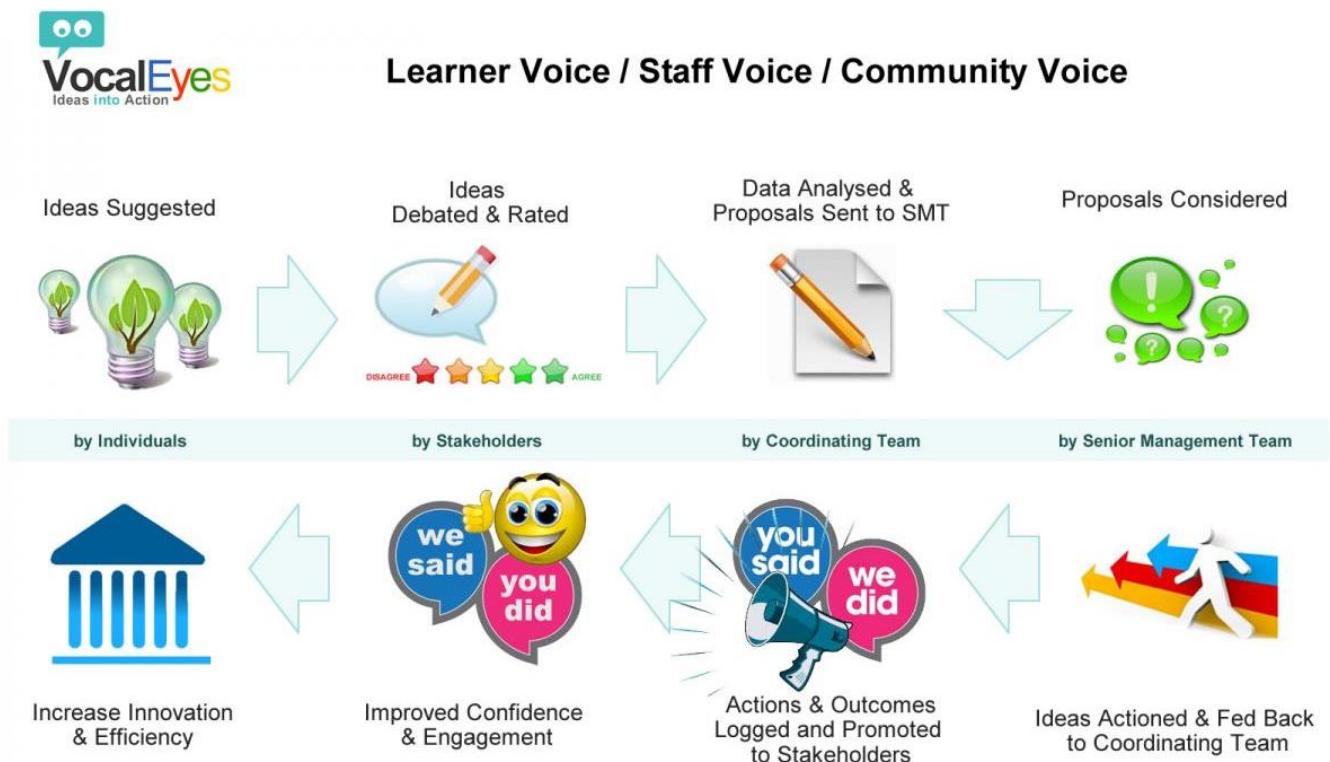 VocalEyes
Ideas into Action
Learner Voice / Staff Voice / Community Voice
Ideas Suggested
Ideas
Debated & Rated
Data Analysed &
Proposals Sent to SMT
Proposals Considered
!
?
?
DISAGREE
AGREE
by Individuals
by Stakeholders
by Coordinating Team
by Senior Management Team
we
said
you
did
you
said
we
did
Increase Innovation
& Efficiency
Improved Confidence
& Engagement
Actions & Outcomes
Logged and Promoted
to Stakeholders
Ideas Actioned & Fed Back
to Coordinating Team